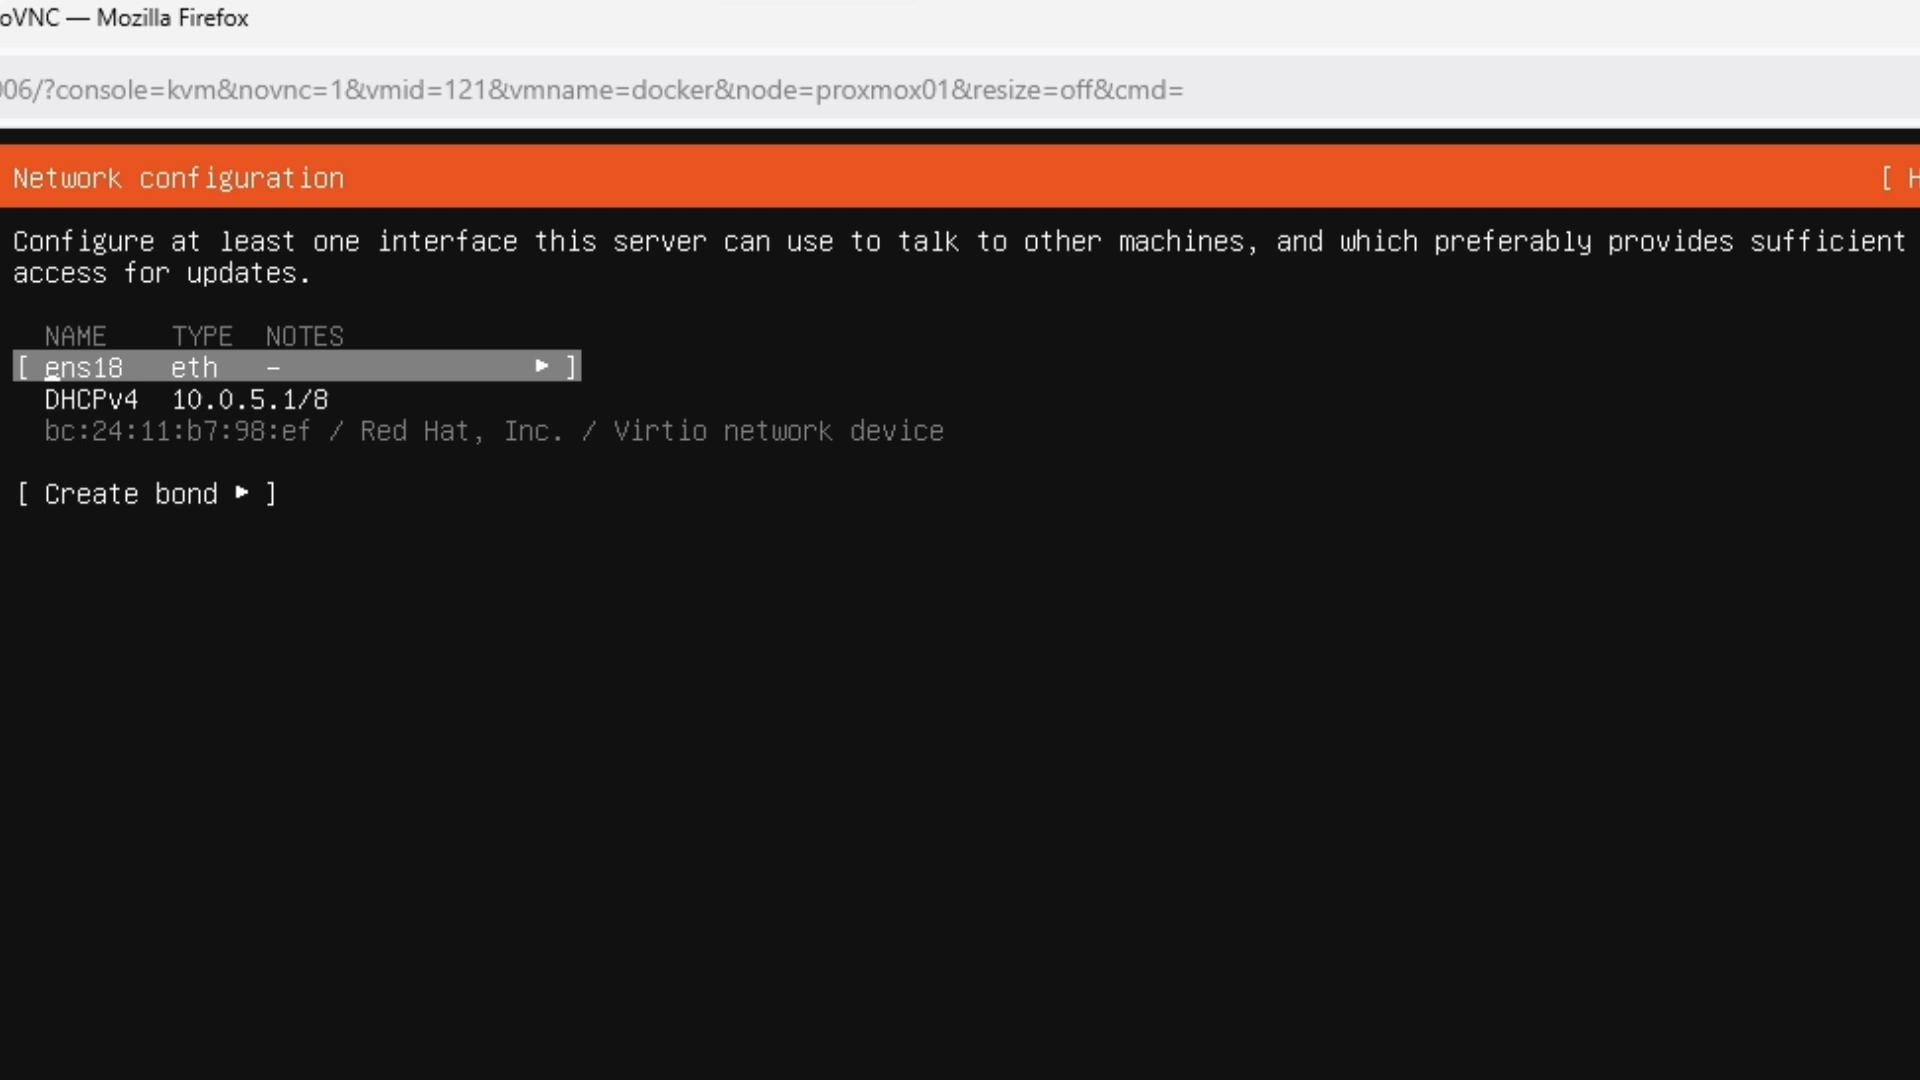 oVNC — Mozilla Firefox
06/?console=kvm&novnc=1&vmid=121&vmname=docker&node=proxmox01&resize=off&cmd=
Network configuration [ H
Configure at least one interface this server can use to talk to other machines, and which preferably provides sufficient
access for updates.
NAME TYPE NOTES
[ ens18 eth – ▸ ]
DHCPv4 10.0.5.1/8
bc:24:11:b7:98:ef / Red Hat, Inc. / Virtio network device
[ Create bond ▸ ]